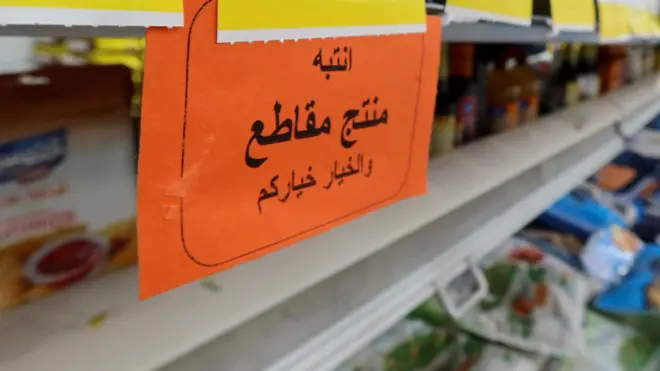 انتبه
منتج مقاطع
والخيار خياركم